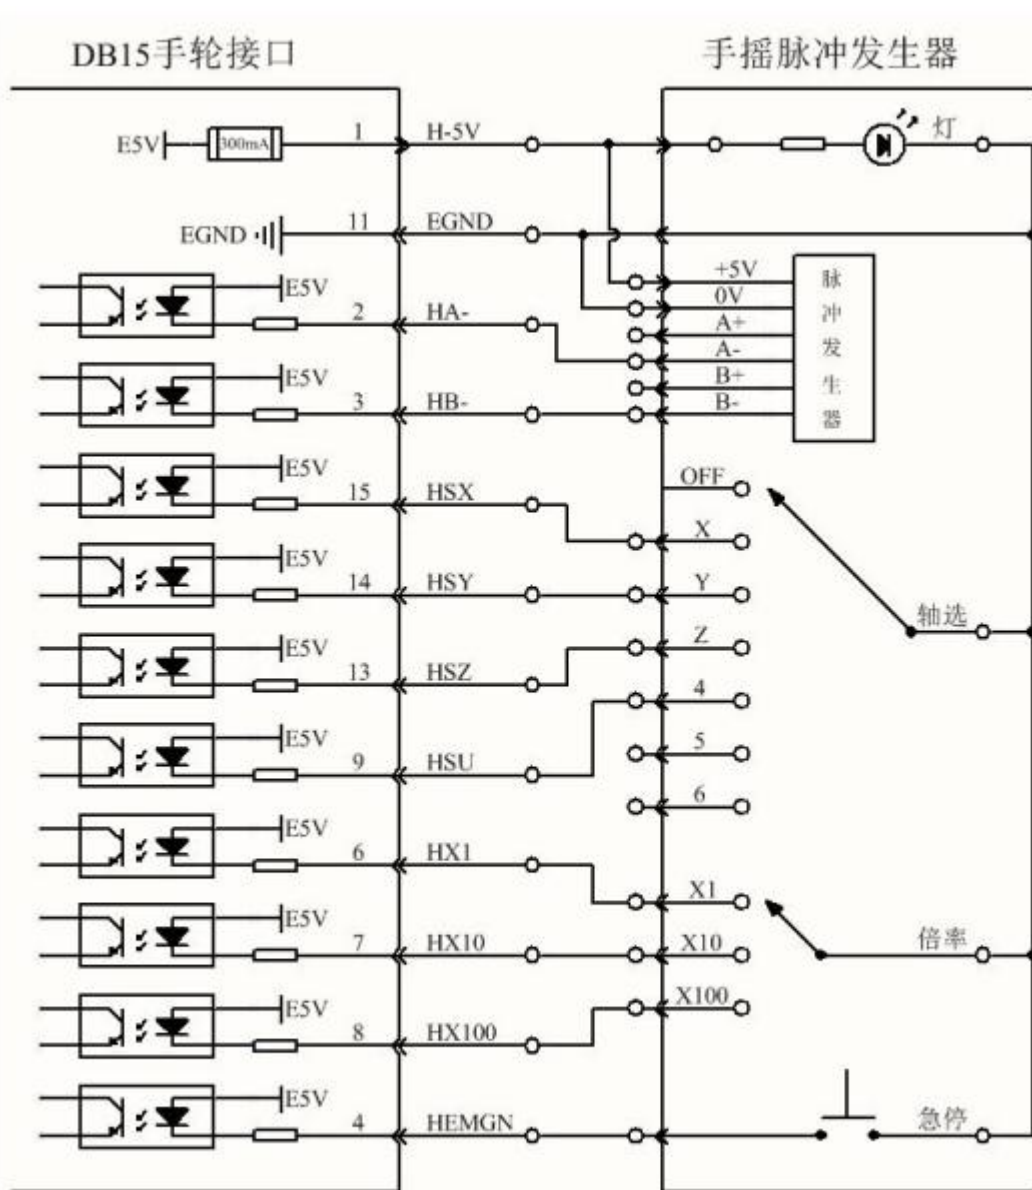 DB15手轮接口
手摇脉冲发生器
E5V 300mA 1 H-5V 灯
EGND 11 EGND
E5V +5V 脉
2 HA- 0V 冲
A+
A- 发
E5V B+ 生
3 HB- B- 器
E5V OFF
15 HSX X
E5V
14 HSY Y 轴选
E5V Z
13 HSZ 4
E5V 5
9 HSU 6
E5V
6 HX1 X1
E5V
7 HX10 X10 倍率
E5V X100
8 HX100
E5V
4 HEMGN 急停